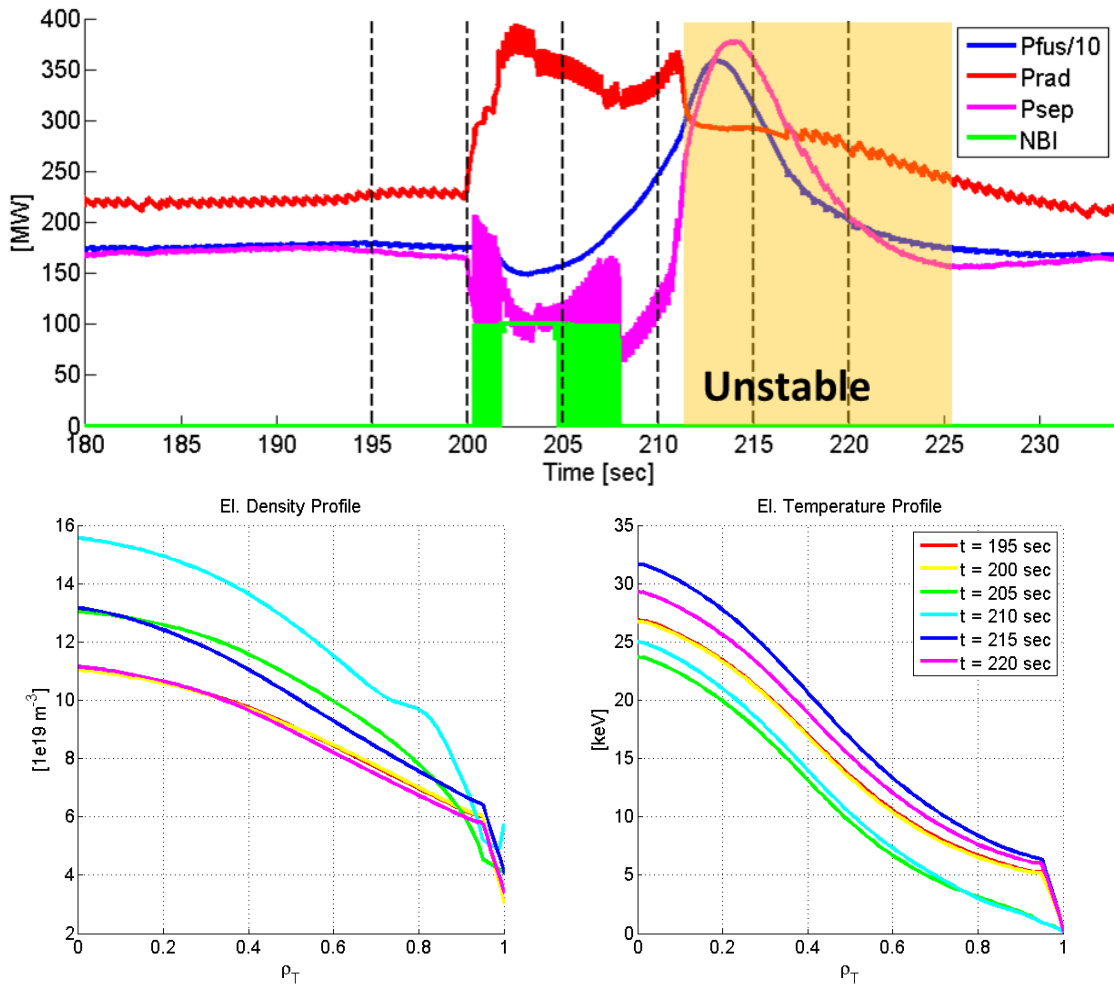 400
350
300
250
200
150
100
50
0
[MW]
Pfus/10
Prad
Psep
NBI
Unstable
180 185 190 195 200 205 210 215 220 225 230
Time [sec]
El. Density Profile
16
14
12
10
8
6
4
2
[1e19 m⁻³]
0 0.2 0.4 0.6 0.8 1
ρT
El. Temperature Profile
35
30
25
20
15
10
5
0
[keV]
t = 195 sec
t = 200 sec
t = 205 sec
t = 210 sec
t = 215 sec
t = 220 sec
0 0.2 0.4 0.6 0.8 1
ρT